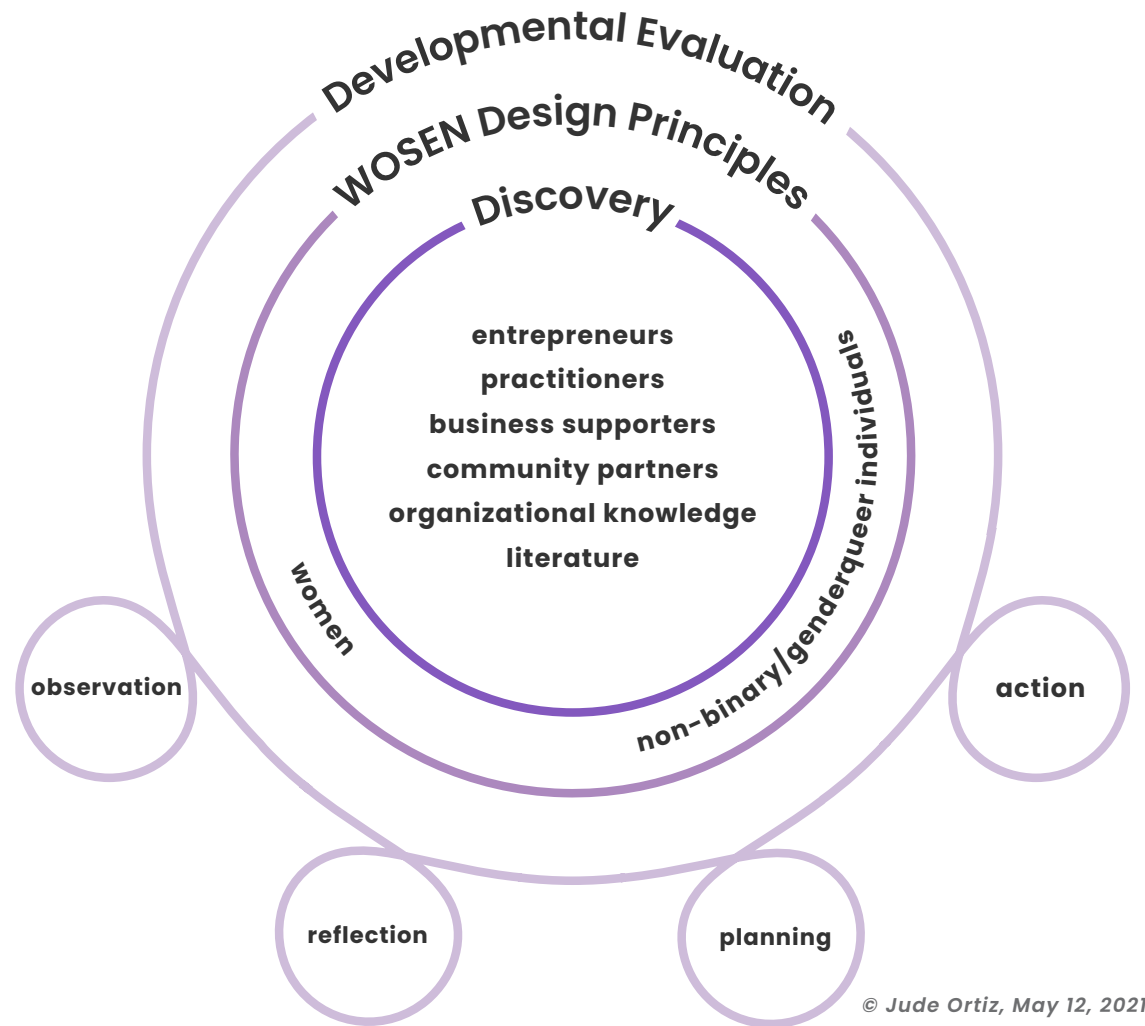 Developmental Evaluation
WOSEN Design Principles
Discovery
entrepreneurs
practitioners
business supporters
community partners
organizational knowledge
literature
women
non-binary/genderqueer individuals
observation
action
reflection
planning
© Jude Ortiz, May 12, 2021